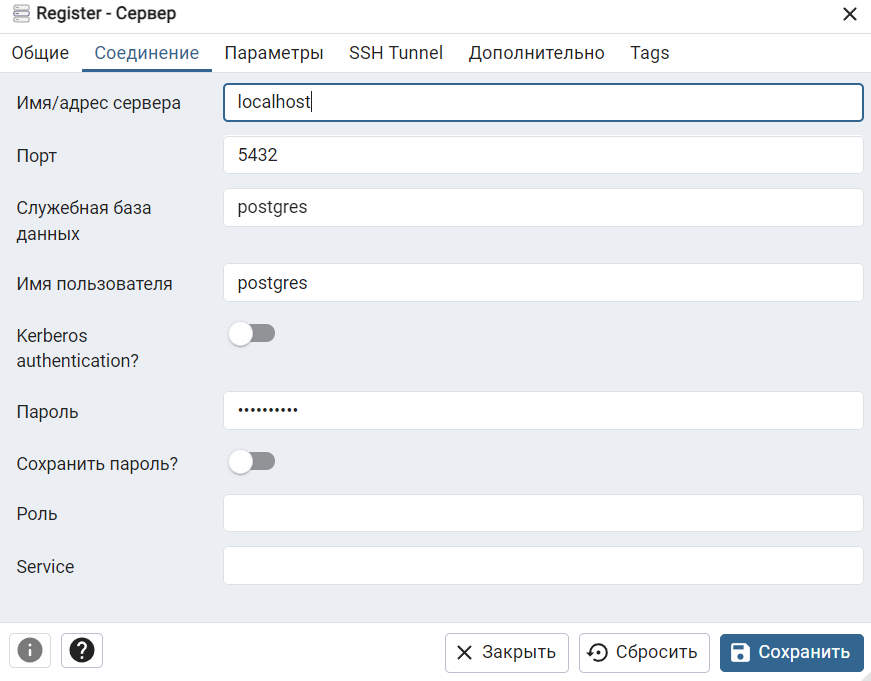 Register - Сервер
Общие Соединение Параметры SSH Tunnel Дополнительно Tags
Имя/адрес сервера localhost
Порт 5432
Служебная база
данных postgres
Имя пользователя postgres
Kerberos
authentication?
Пароль ••••••••••
Сохранить пароль?
Роль
Service
Закрыть Сбросить Сохранить